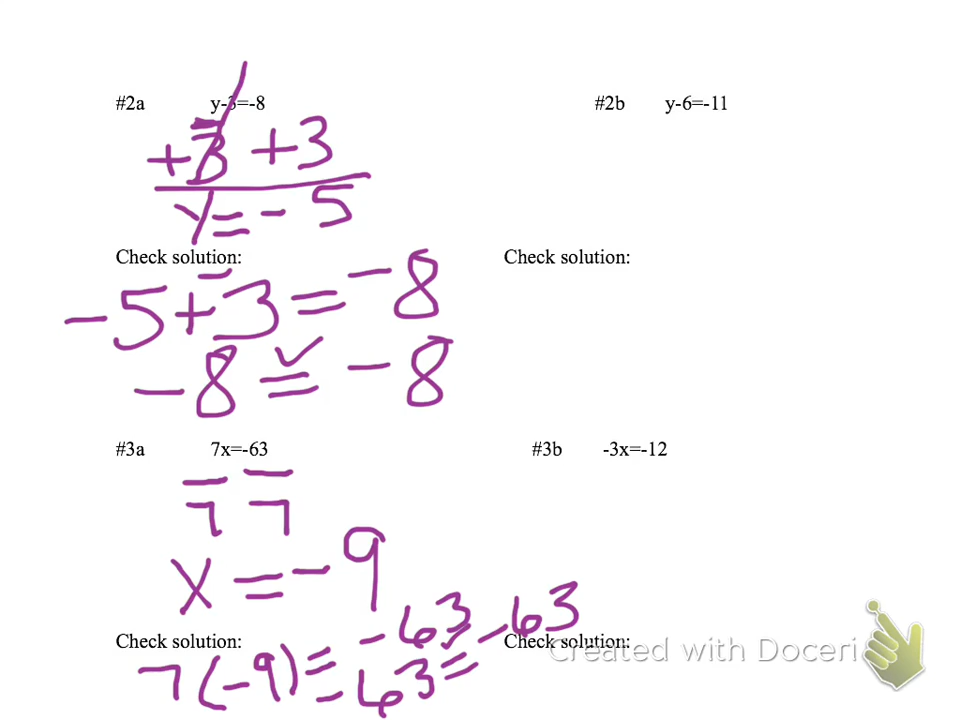 #2a y-3=-8 #2b y-6=-11
+3 +3
y=-5
Check solution: Check solution:
-5+-3=-8
-8=-8
#3a 7x=-63 #3b -3x=-12
7 7
x=-9
-63=-63
Check solution: Check solution:
7(-9)=63=
Created with Doceri